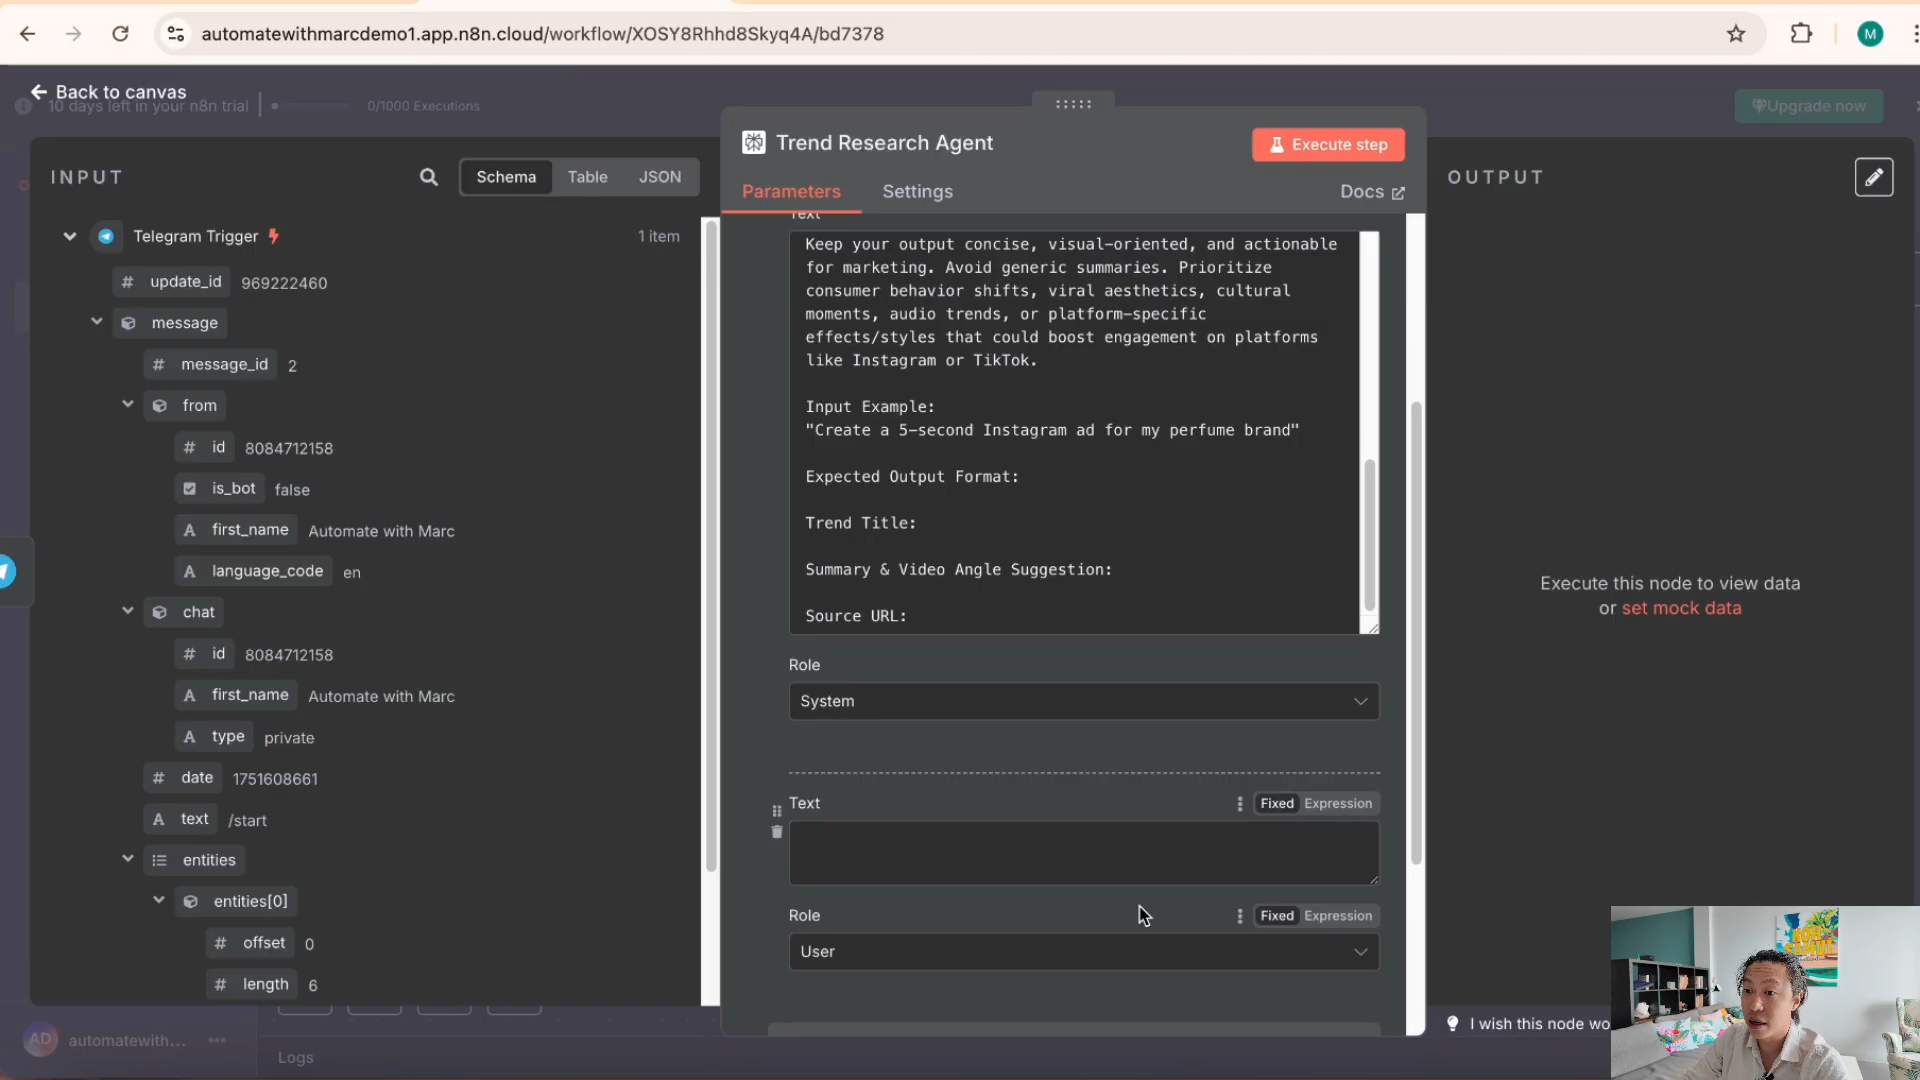 automatewithmarcdemo1.app.n8n.cloud/workflow/XOSY8Rhhd8Skyq4A/bd7378
M
Back to canvas
10 days left in your n8n trial
0/1000 Executions
Upgrade now
INPUT
Schema
Table
JSON
Telegram Trigger
1 item
# update_id 969222460
message
# message_id 2
from
# id 8084712158
is_bot false
A first_name Automate with Marc
A language_code en
chat
# id 8084712158
A first_name Automate with Marc
A type private
# date 1751608661
A text /start
entities
entities[0]
# offset 0
# length 6
AD automatewith...
Logs
Trend Research Agent
Execute step
Parameters
Settings
Docs
Text
Keep your output concise, visual-oriented, and actionable
for marketing. Avoid generic summaries. Prioritize
consumer behavior shifts, viral aesthetics, cultural
moments, audio trends, or platform-specific
effects/styles that could boost engagement on platforms
like Instagram or TikTok.
Input Example:
"Create a 5-second Instagram ad for my perfume brand"
Expected Output Format:
Trend Title:
Summary & Video Angle Suggestion:
Source URL:
Role
System
Text
Fixed Expression
Role
Fixed Expression
User
OUTPUT
Execute this node to view data
or set mock data
I wish this node wo
KOH
SAMUI